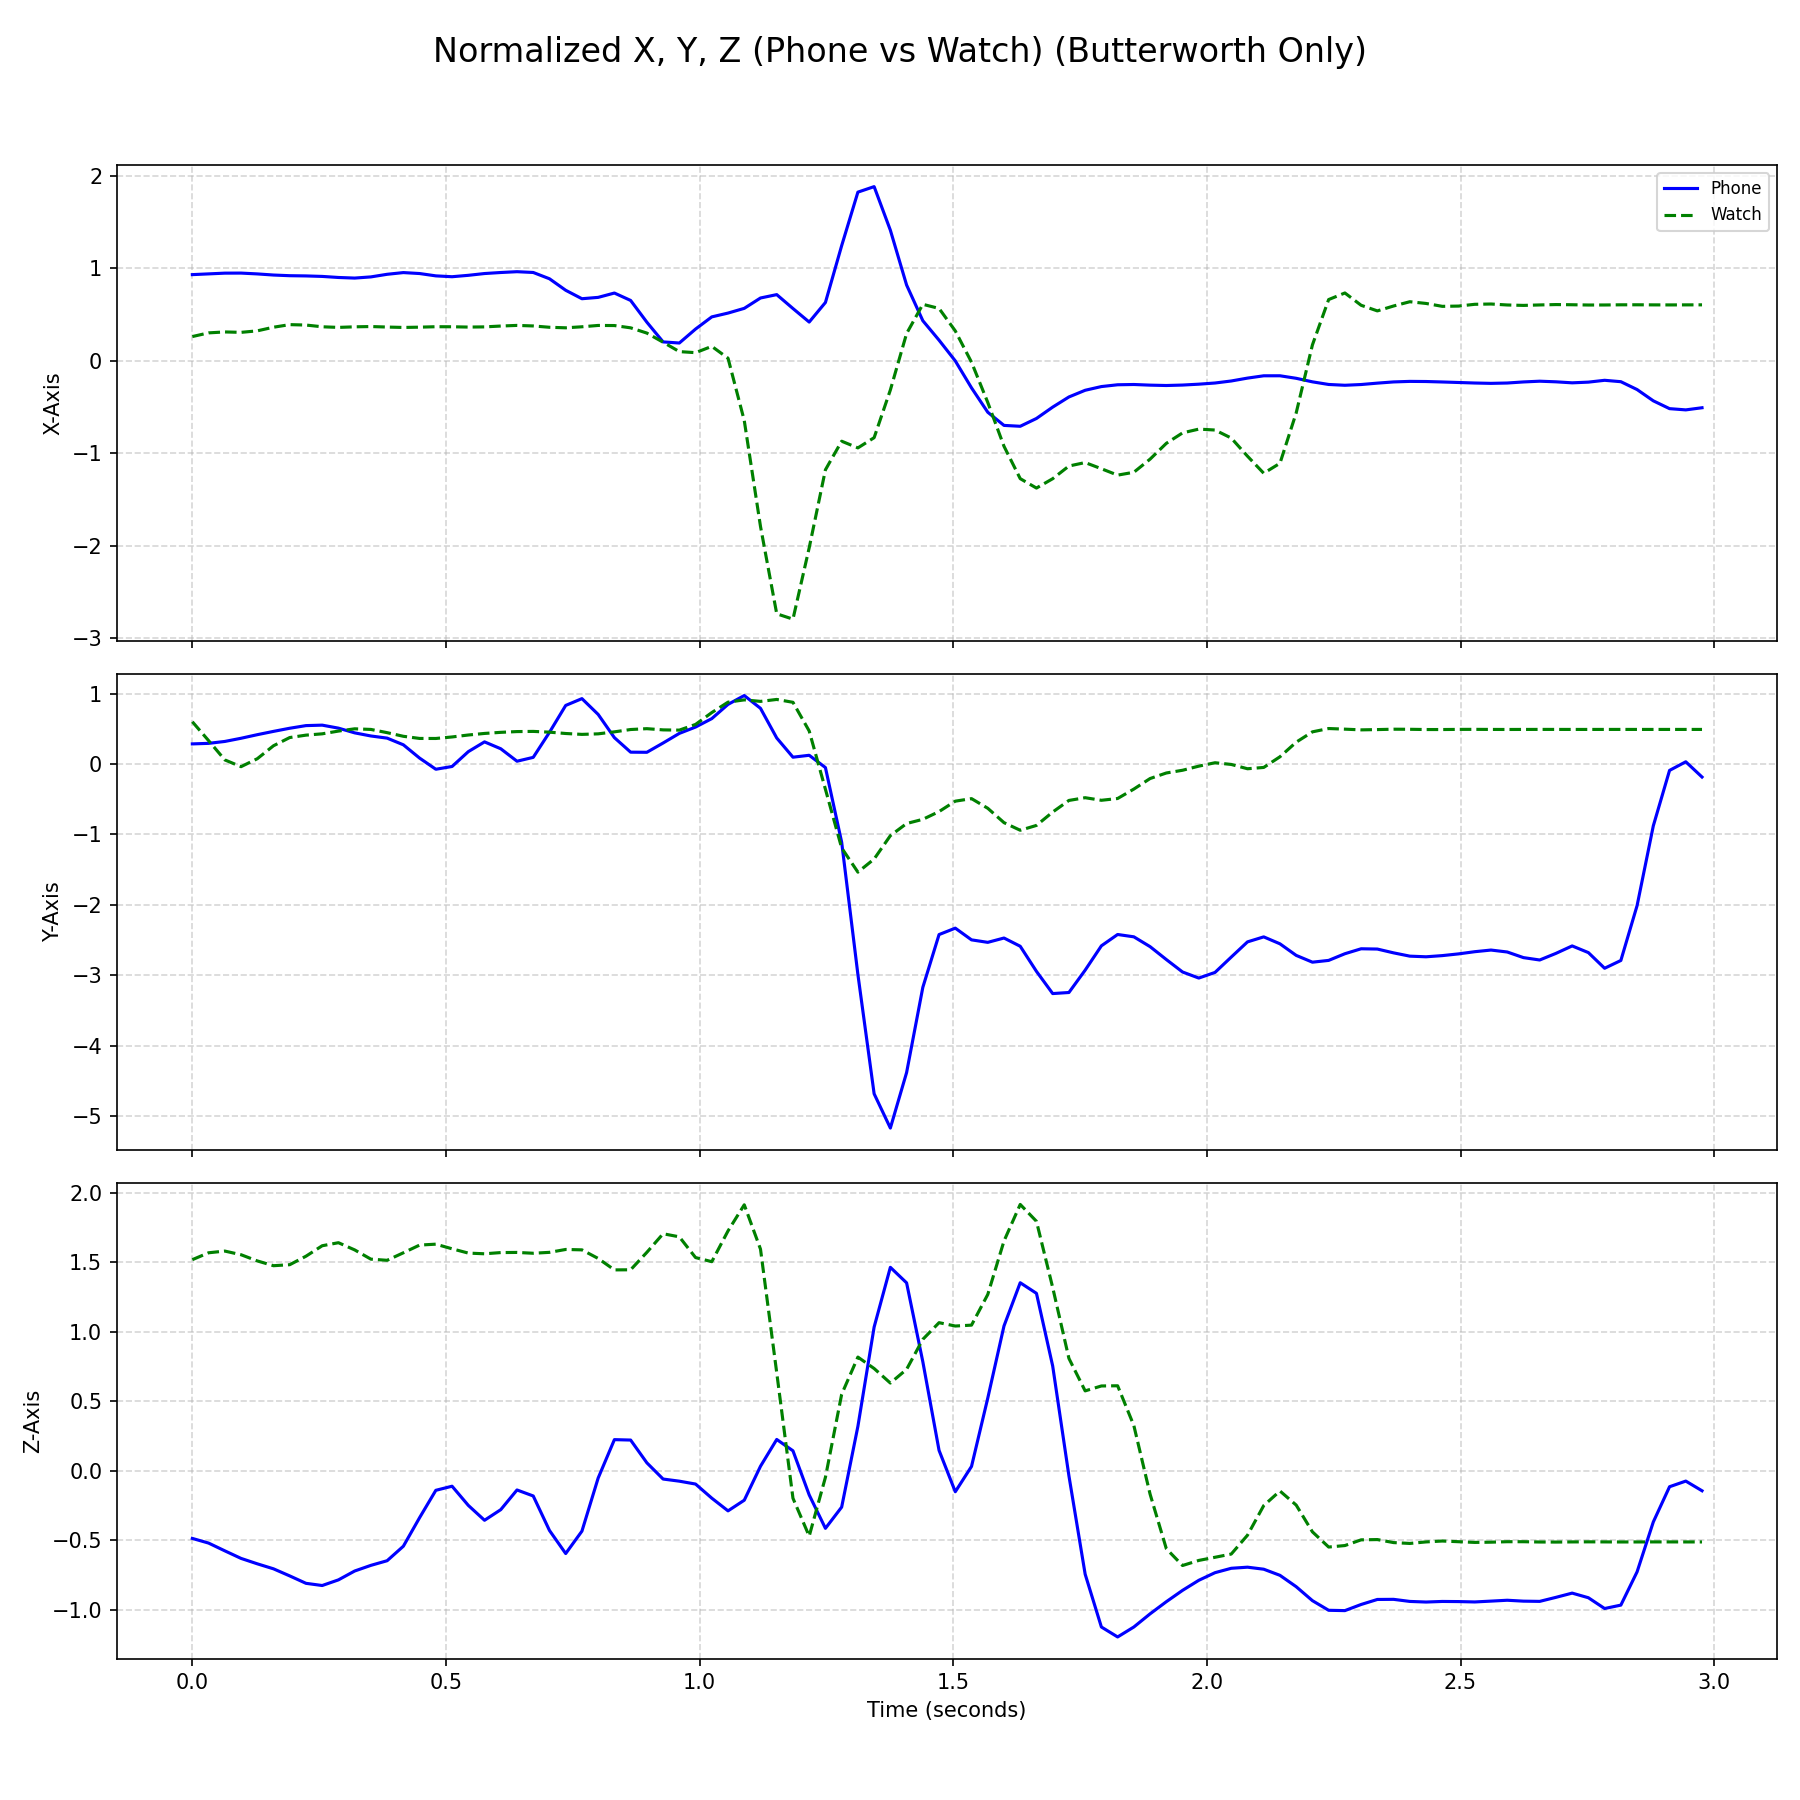 Normalized X, Y, Z (Phone vs Watch) (Butterworth Only)
Phone
Watch
2
1
0
−1
−2
−3
X-Axis
1
0
−1
−2
−3
−4
−5
Y-Axis
2.0
1.5
1.0
0.5
0.0
−0.5
−1.0
Z-Axis
0.0 0.5 1.0 1.5 2.0 2.5 3.0
Time (seconds)